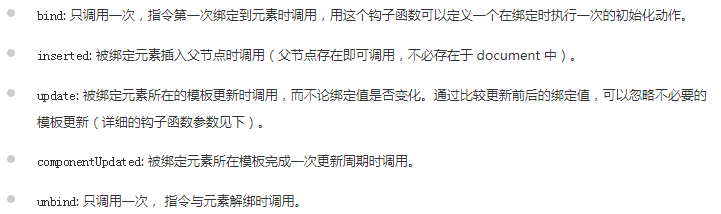 bind: 只调用一次，指令第一次绑定到元素时调用，用这个钩子函数可以定义一个在绑定时执行一次的初始化动作。
inserted: 被绑定元素插入父节点时调用（父节点存在即可调用，不必存在于 document 中）。
update: 被绑定元素所在的模板更新时调用，而不论绑定值是否变化。通过比较更新前后的绑定值，可以忽略不必要的
模板更新（详细的钩子函数参数见下）。
componentUpdated: 被绑定元素所在模板完成一次更新周期时调用。
unbind: 只调用一次， 指令与元素解绑时调用。